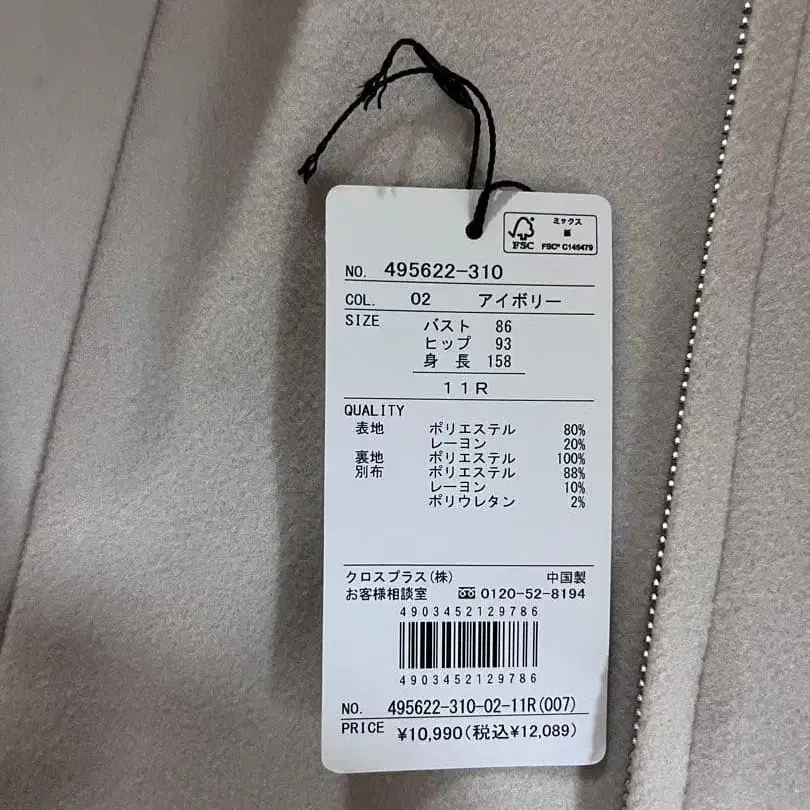 ミックス
紙
FSC FSC® C145479
NO. 495622-310
COL. 02 アイボリー
SIZE バスト 86
ヒップ 93
身 長 158
11R
QUALITY
表地 ポリエステル 80%
レーヨン 20%
裏地 ポリエステル 100%
別布 ポリエステル 88%
レーヨン 10%
ポリウレタン 2%
クロスプラス(株) 中国製
お客様相談室 0120-52-8194
4903452129786
4903452129786
NO. 495622-310-02-11R(007)
PRICE ¥10,990(税込¥12,089)